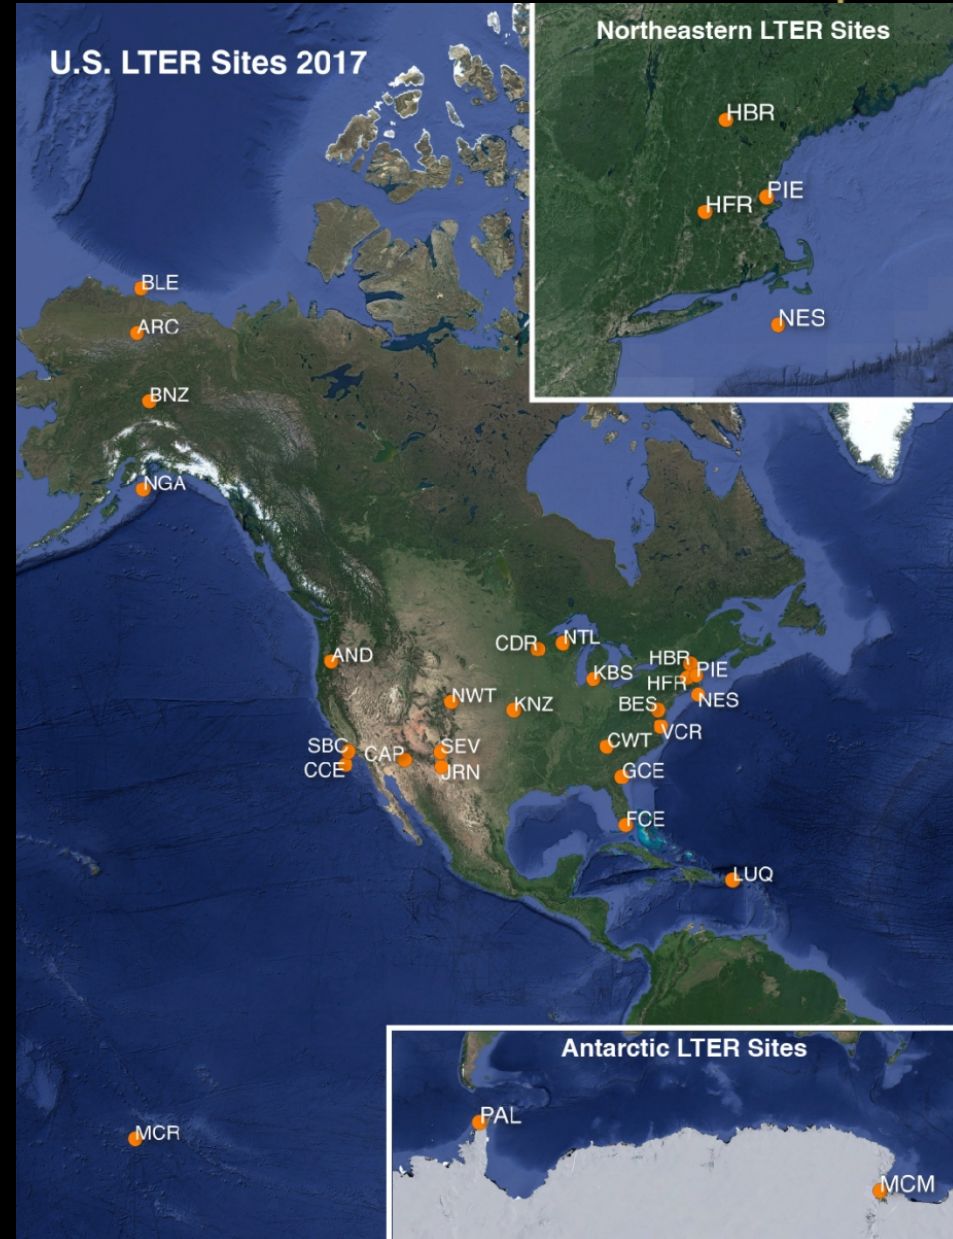 U.S. LTER Sites 2017
Northeastern LTER Sites
HBR
PIE
HFR
NES
BLE
ARC
BNZ
NGA
AND
CDR
NTL
KBS
HBR
PIE
HFR
NES
NWT
KNZ
BES
VCR
SBC
CAP
SEV
CWT
CCE
JRN
GCE
FCE
LUQ
MCR
Antarctic LTER Sites
PAL
MCM